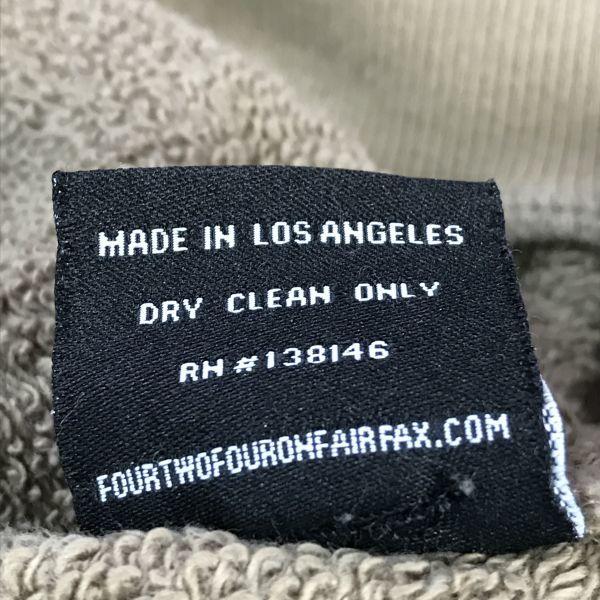 MADE IN LOS ANGELES
DRY CLEAN ONLY
RN #138146
FOURTWOFOURONFAIRFAX.COM